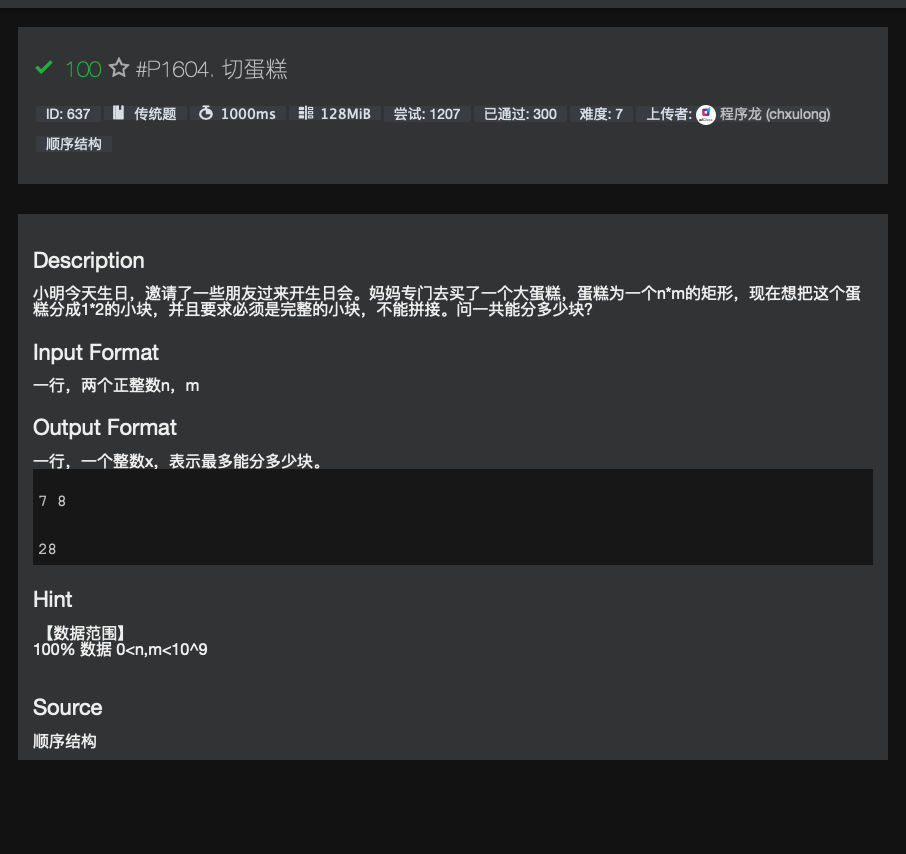 100 #P1604. 切蛋糕
ID: 637 传统题 1000ms 128MiB 尝试: 1207 已通过: 300 难度: 7 上传者: 程序龙 (chxulong)
顺序结构
Description
小明今天生日，邀请了一些朋友过来开生日会。妈妈专门去买了一个大蛋糕，蛋糕为一个n*m的矩形，现在想把这个蛋
糕分成1*2的小块，并且要求必须是完整的小块，不能拼接。问一共能分多少块？
Input Format
一行，两个正整数n，m
Output Format
一行，一个整数x，表示最多能分多少块。
7 8
28
Hint
【数据范围】
100% 数据 0<n,m<10^9
Source
顺序结构